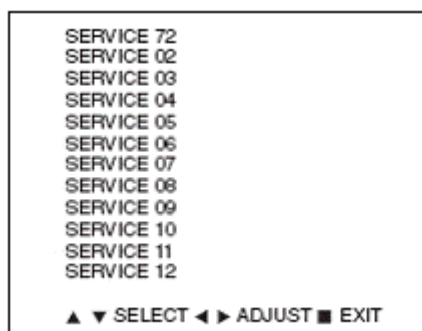 SERVICE 72
SERVICE 02
SERVICE 03
SERVICE 04
SERVICE 05
SERVICE 06
SERVICE 07
SERVICE 08
SERVICE 09
SERVICE 10
SERVICE 11
SERVICE 12
▲ ▼ SELECT ◄ ► ADJUST ■ EXIT